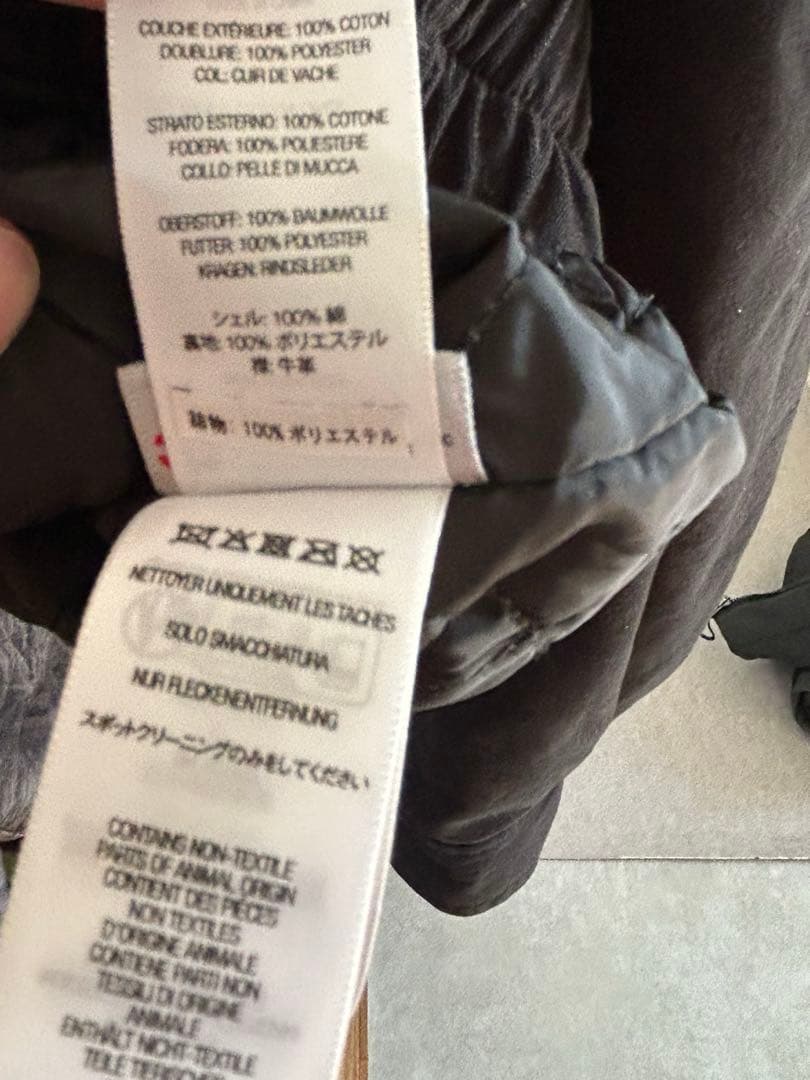 COUCHE EXTÉRIEURE: 100% COTON
DOUBLURE: 100% POLYESTER
COL: CUIR DE VACHE
STRATO ESTERNO: 100% COTONE
FODERA: 100% POLIESTERE
COLLO: PELLE DI MUCCA
OBERSTOFF: 100% BAUMWOLLE
FUTTER: 100% POLYESTER
KRAGEN: RINDSLEDER
シェル: 100% 綿
裏地: 100% ポリエステル
襟: 牛革
詰物: 100% ポリエステル
NETTOYER UNIQUEMENT LES TACHES
SOLO SMACCHIATURA
NUR FLECKENENTFERNUNG
スポットクリーニングのみをしてください
CONTAINS NON-TEXTILE
PARTS OF ANIMAL ORIGIN
CONTIENT DES PIÈCES
NON TEXTILES
D'ORIGINE ANIMALE
CONTIENE PARTI NON
TESSILI DI ORIGINE
ANIMALE
ENTHÄLT NICHT-TEXTILE
TEILE TIERISCHER